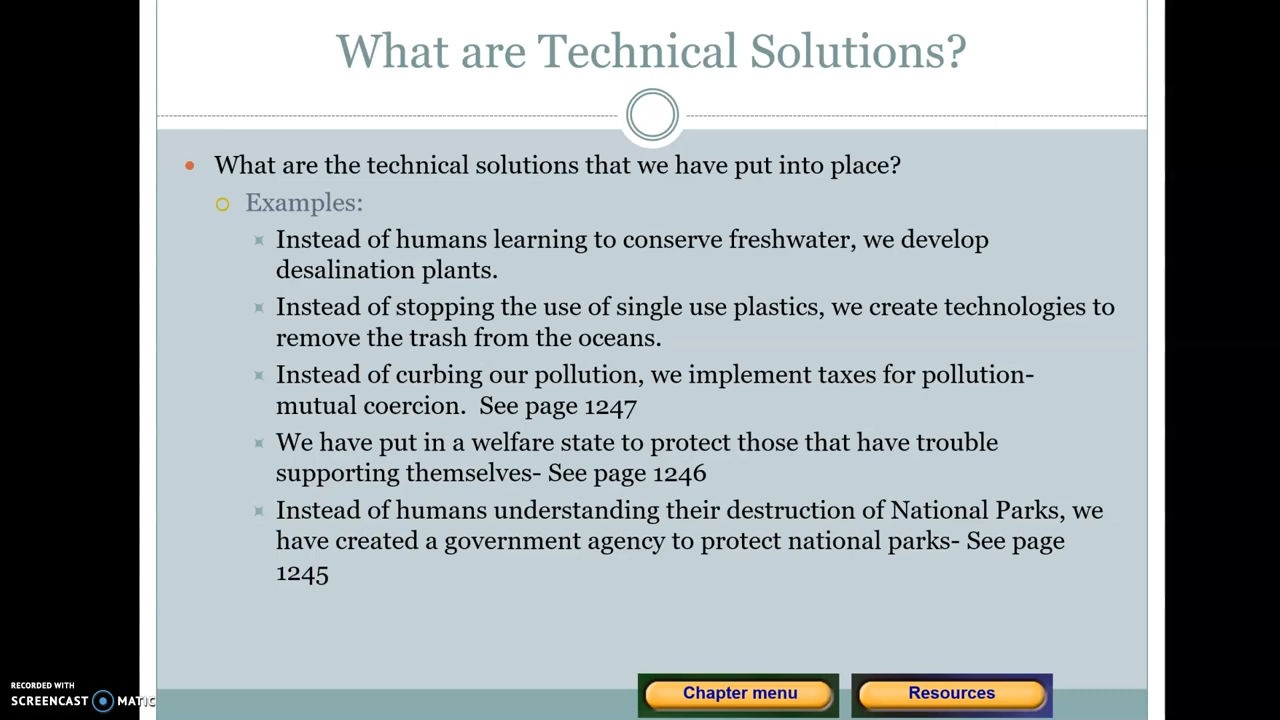 What are Technical Solutions?
What are the technical solutions that we have put into place?
Examples:
Instead of humans learning to conserve freshwater, we develop
desalination plants.
Instead of stopping the use of single use plastics, we create technologies to
remove the trash from the oceans.
Instead of curbing our pollution, we implement taxes for pollution-
mutual coercion.  See page 1247
We have put in a welfare state to protect those that have trouble
supporting themselves- See page 1246
Instead of humans understanding their destruction of National Parks, we
have created a government agency to protect national parks- See page
1245
Chapter menu
Resources
RECORDED WITH
SCREENCAST MATIC